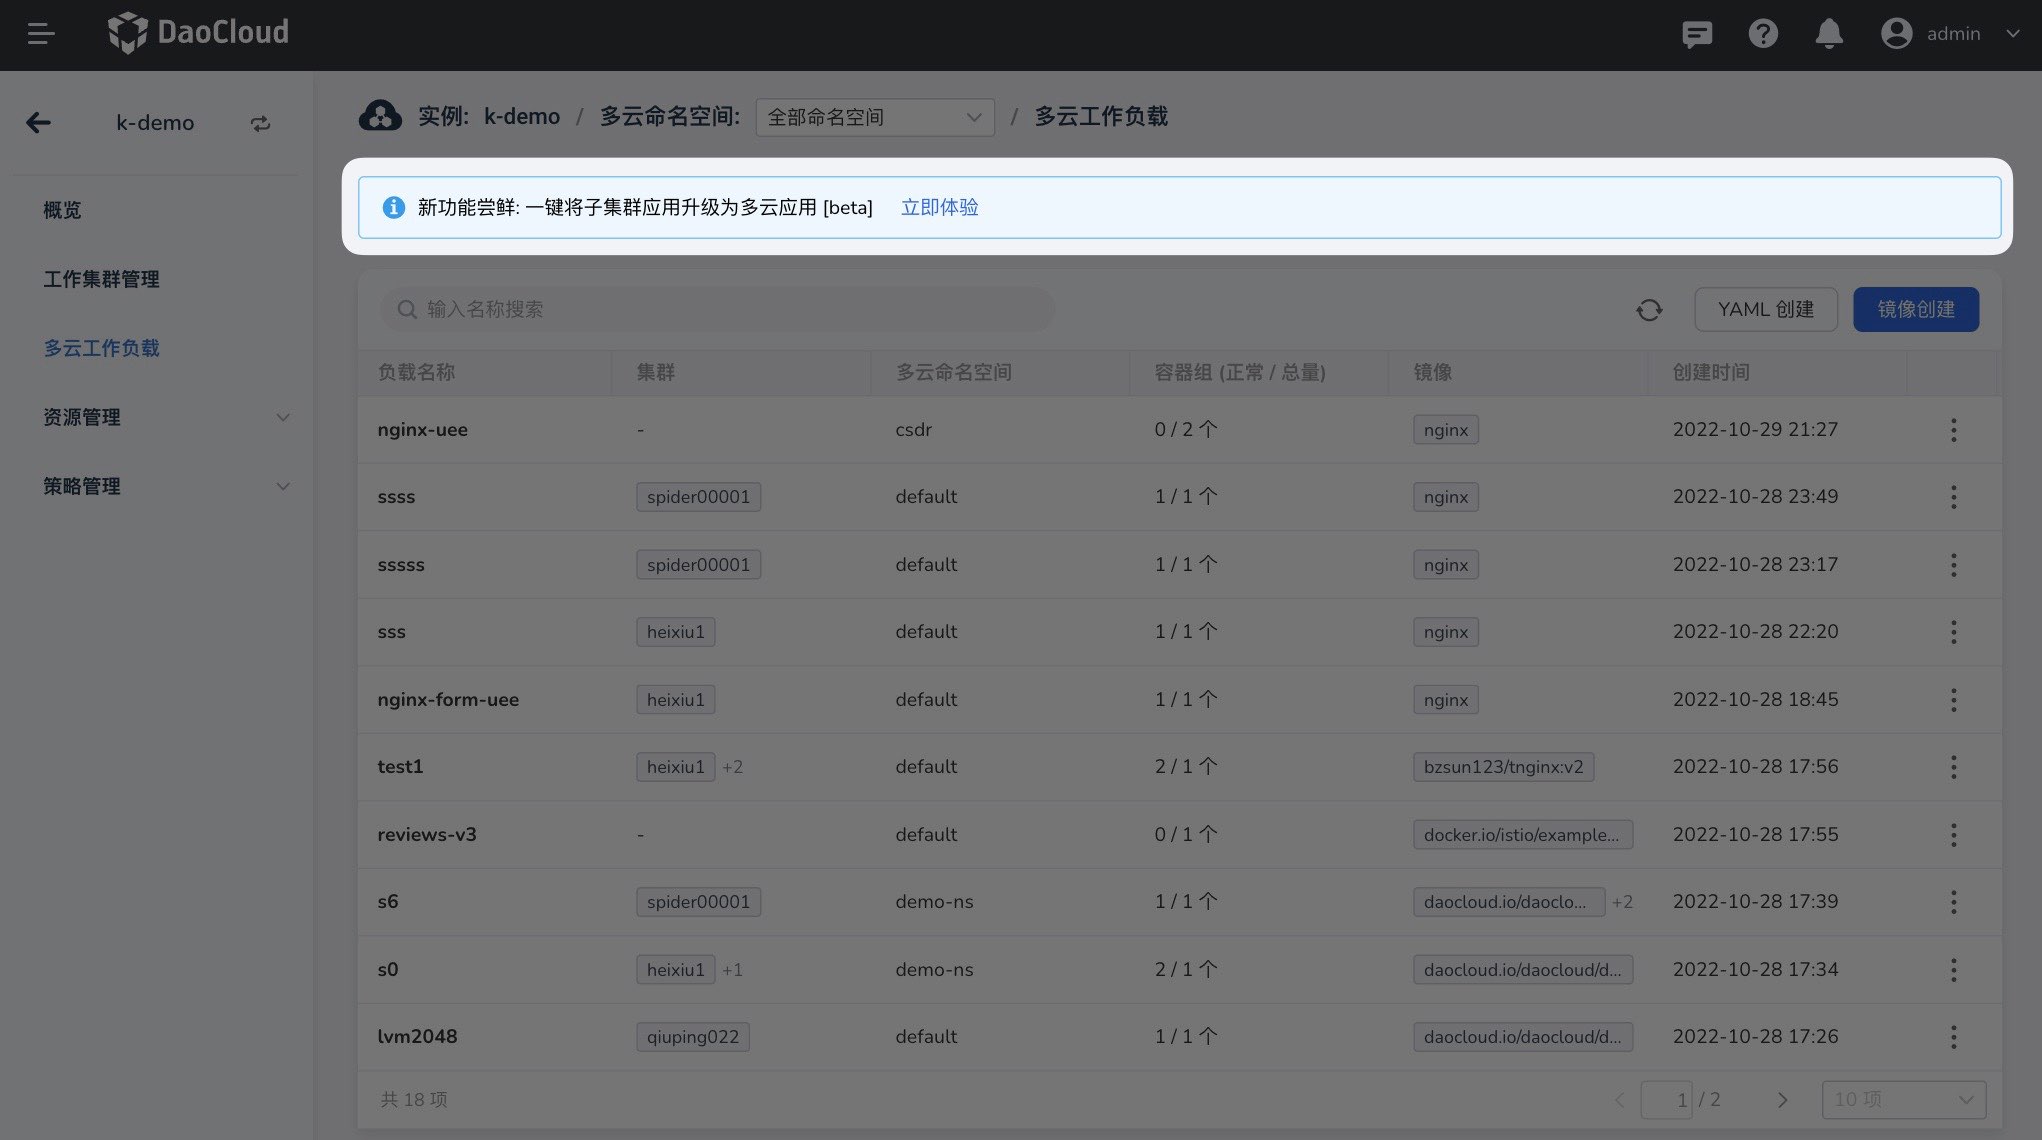 DaoCloud
admin
k-demo
实例: k-demo / 多云命名空间: 全部命名空间 / 多云工作负载
概览
工作集群管理
多云工作负载
资源管理
策略管理
新功能尝鲜: 一键将子集群应用升级为多云应用 [beta] 立即体验
输入名称搜索
YAML 创建
镜像创建
负载名称 集群 多云命名空间 容器组 (正常 / 总量) 镜像 创建时间
nginx-uee - csdr 0 / 2 个 nginx 2022-10-29 21:27
ssss spider00001 default 1 / 1 个 nginx 2022-10-28 23:49
sssss spider00001 default 1 / 1 个 nginx 2022-10-28 23:17
sss heixiu1 default 1 / 1 个 nginx 2022-10-28 22:20
nginx-form-uee heixiu1 default 1 / 1 个 nginx 2022-10-28 18:45
test1 heixiu1 +2 default 2 / 1 个 bzsun123/tnginx:v2 2022-10-28 17:56
reviews-v3 - default 0 / 1 个 docker.io/istio/example... 2022-10-28 17:55
s6 spider00001 demo-ns 1 / 1 个 daocloud.io/daoclo... +2 2022-10-28 17:39
s0 heixiu1 +1 demo-ns 2 / 1 个 daocloud.io/daocloud/d... 2022-10-28 17:34
lvm2048 qiuping022 default 1 / 1 个 daocloud.io/daocloud/d... 2022-10-28 17:26
共 18 项
1 / 2
10 项